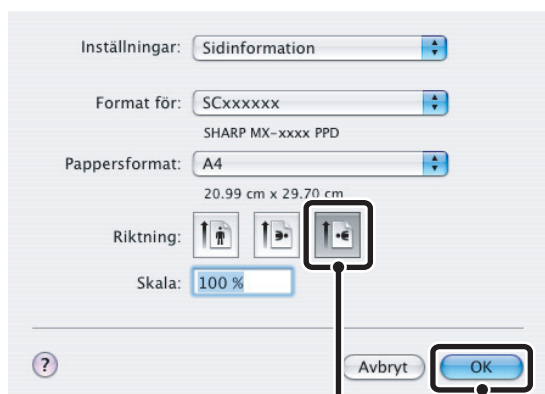 Inställningar: Sidinformation
Format för: SCxxxxxx
SHARP MX-xxxx PPD
Pappersformat: A4
20.99 cm x 29.70 cm
Riktning:
Skala: 100 %
? Avbryt OK